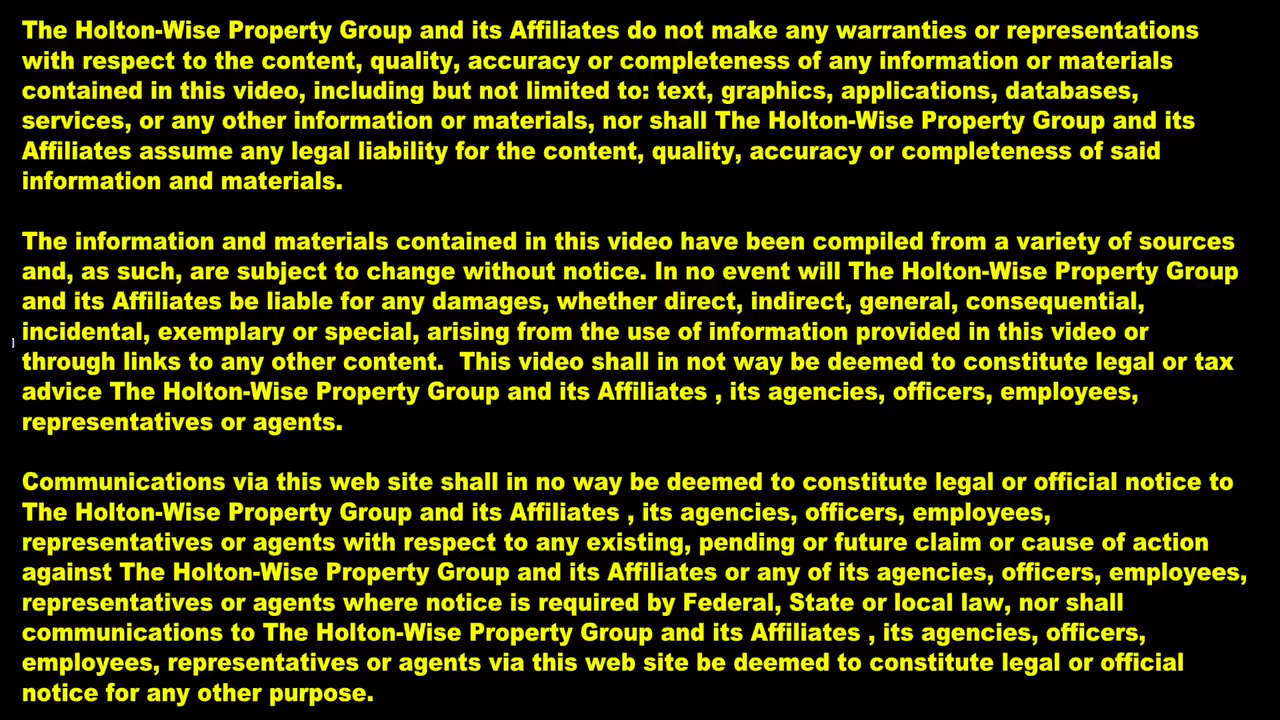 The Holton-Wise Property Group and its Affiliates do not make any warranties or representations
with respect to the content, quality, accuracy or completeness of any information or materials
contained in this video, including but not limited to: text, graphics, applications, databases,
services, or any other information or materials, nor shall The Holton-Wise Property Group and its
Affiliates assume any legal liability for the content, quality, accuracy or completeness of said
information and materials.
The information and materials contained in this video have been compiled from a variety of sources
and, as such, are subject to change without notice. In no event will The Holton-Wise Property Group
and its Affiliates be liable for any damages, whether direct, indirect, general, consequential,
incidental, exemplary or special, arising from the use of information provided in this video or
through links to any other content.  This video shall in not way be deemed to constitute legal or tax
advice The Holton-Wise Property Group and its Affiliates , its agencies, officers, employees,
representatives or agents.
Communications via this web site shall in no way be deemed to constitute legal or official notice to
The Holton-Wise Property Group and its Affiliates , its agencies, officers, employees,
representatives or agents with respect to any existing, pending or future claim or cause of action
against The Holton-Wise Property Group and its Affiliates or any of its agencies, officers, employees,
representatives or agents where notice is required by Federal, State or local law, nor shall
communications to The Holton-Wise Property Group and its Affiliates , its agencies, officers,
employees, representatives or agents via this web site be deemed to constitute legal or official
notice for any other purpose.